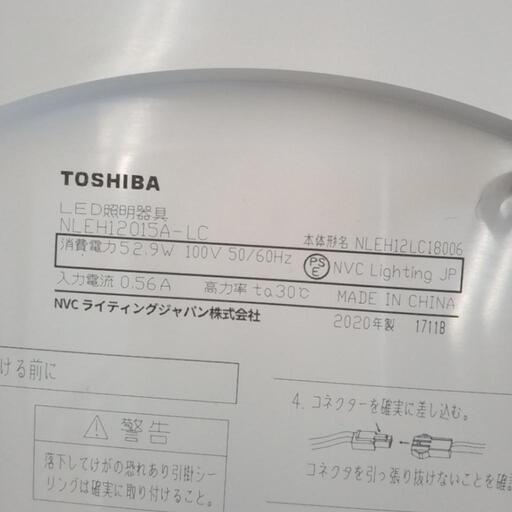 TOSHIBA
LED照明器具
NLEH12015A-LC
本体形名 NLEH12LC18006
消費電力52.9W 100V 50/60Hz
PSE NVC Lighting JP
入力電流 0.56A 高力率 ta30℃ MADE IN CHINA
NVC ライティングジャパン株式会社 2020年製 1711B
ける前に
4. コネクターを確実に差し込む。
警告
落下してけがの恐れあり引掛シー
リングは確実に取り付けること。
コネクタを引っ張り抜けないことを確認